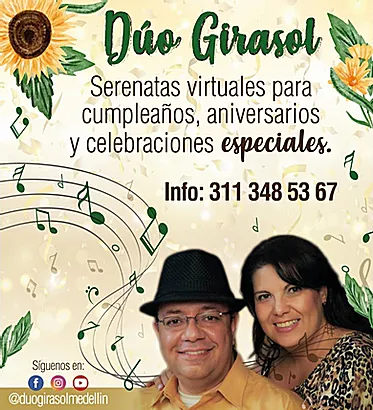 Dúo Girasol
Serenatas virtuales para
cumpleaños, aniversarios
y celebraciones especiales.
Info: 311 348 53 67
Síguenos en:
@duogirasolmedellin